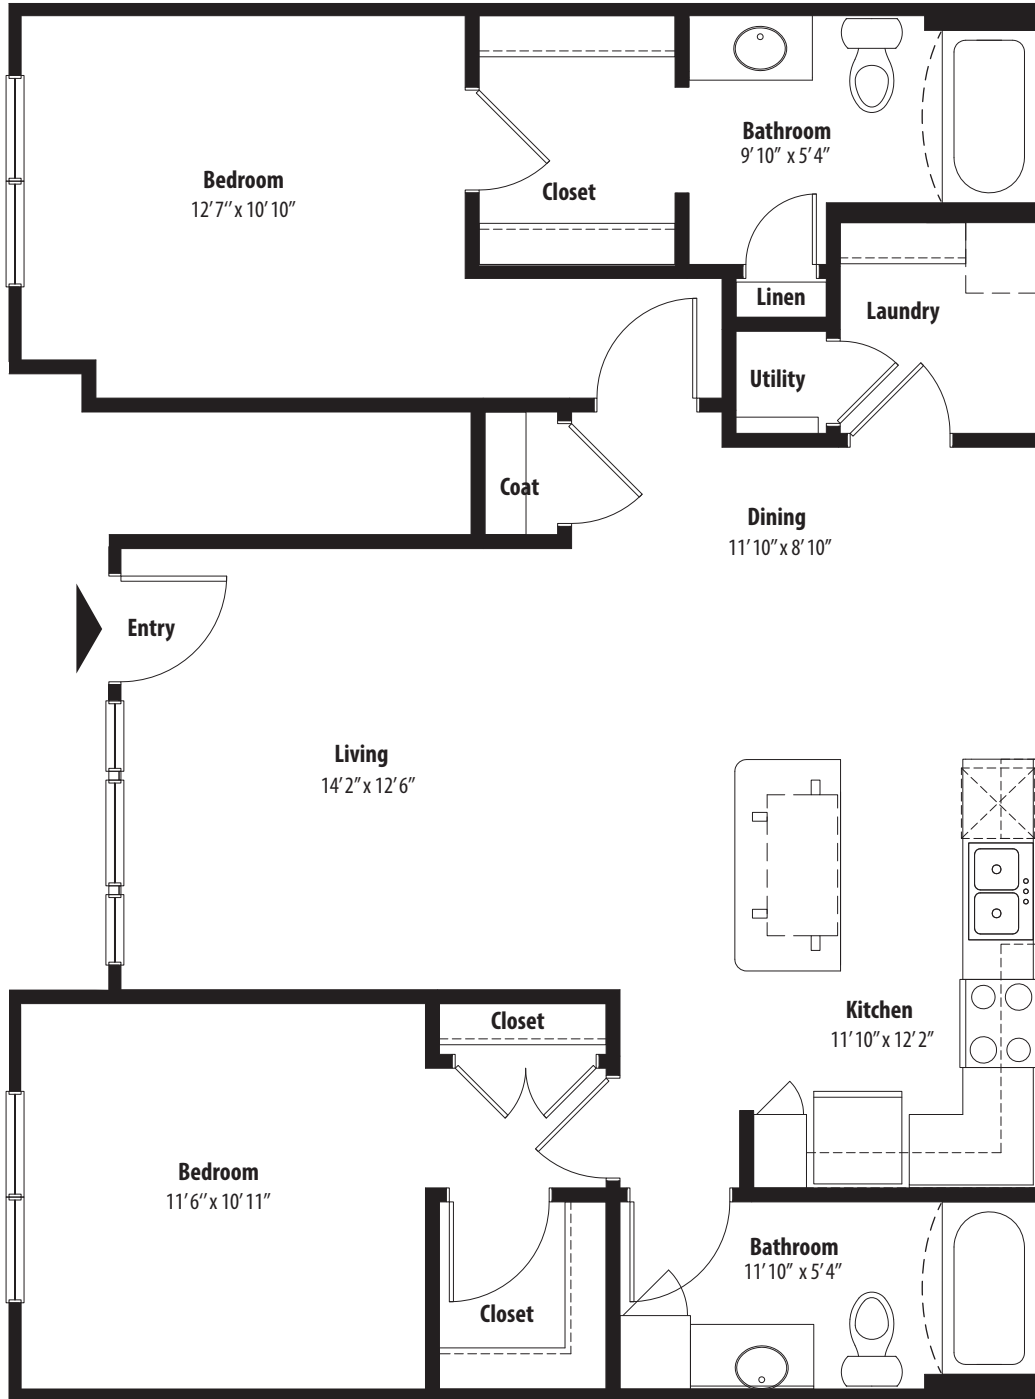 Bathroom
9'10" x 5'4"
Bedroom
12'7" x 10'10"
Closet
Linen
Laundry
Utility
Coat
Dining
11'10" x 8'10"
Entry
Living
14'2" x 12'6"
Kitchen
11'10" x 12'2"
Closet
Bedroom
11'6" x 10'11"
Bathroom
11'10" x 5'4"
Closet